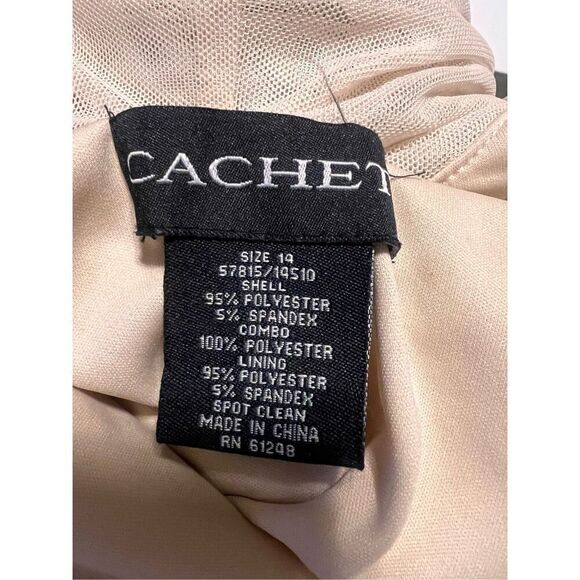 CACHET
SIZE 14
57815/14510
SHELL
95% POLYESTER
5% SPANDEX
COMBO
100% POLYESTER
LINING
95% POLYESTER
5% SPANDEX
SPOT CLEAN
MADE IN CHINA
RN 61248